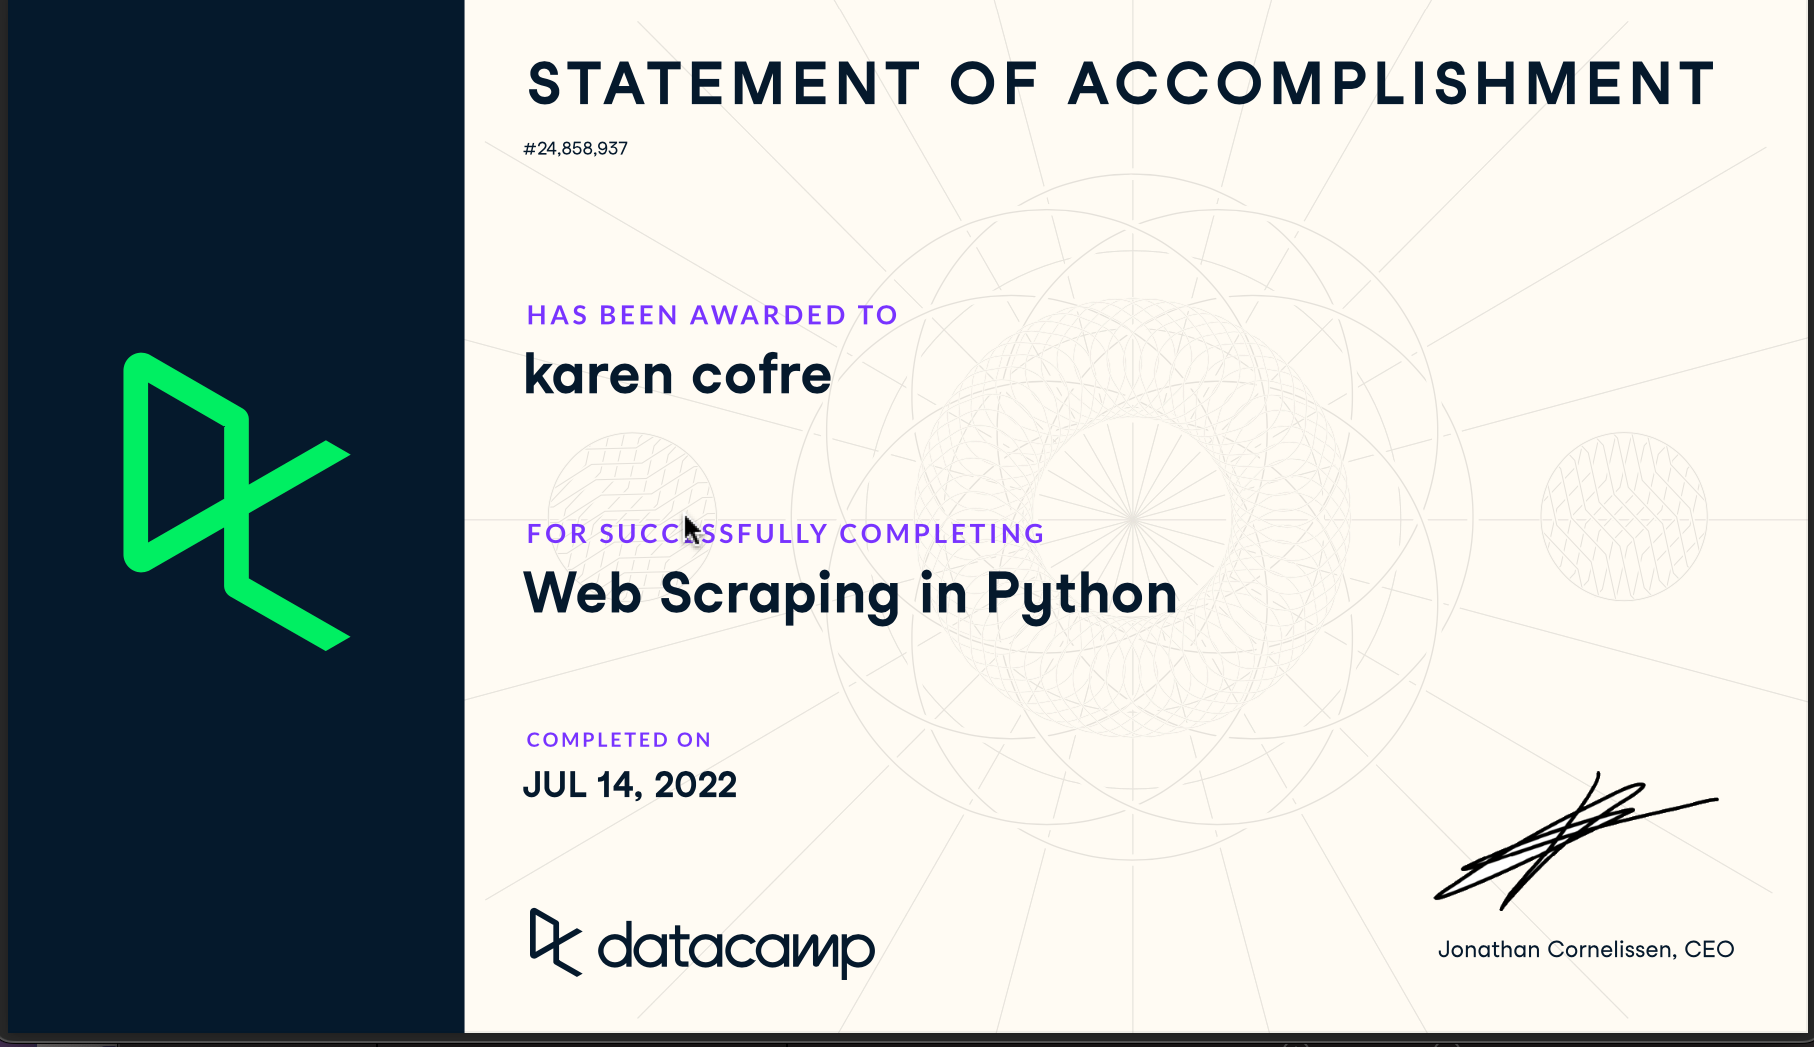 STATEMENT OF ACCOMPLISHMENT
#24,858,937
HAS BEEN AWARDED TO
karen cofre
FOR SUCCESSFULLY COMPLETING
Web Scraping in Python
COMPLETED ON
JUL 14, 2022
datacamp
Jonathan Cornelissen, CEO